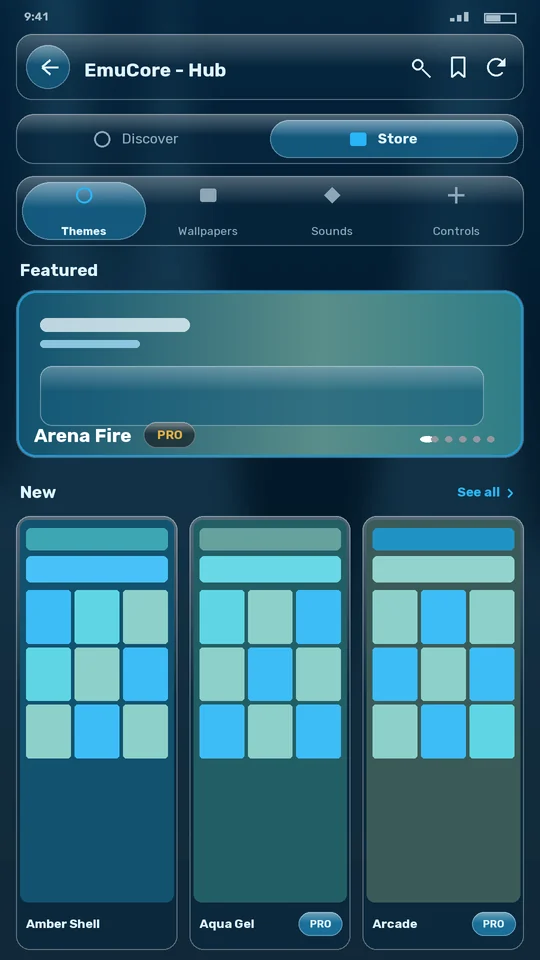 9:41
EmuCore - Hub
Discover
Store
Themes
Wallpapers
Sounds
Controls
Featured
Arena Fire
PRO
New
See all
Amber Shell
Aqua Gel
PRO
Arcade
PRO